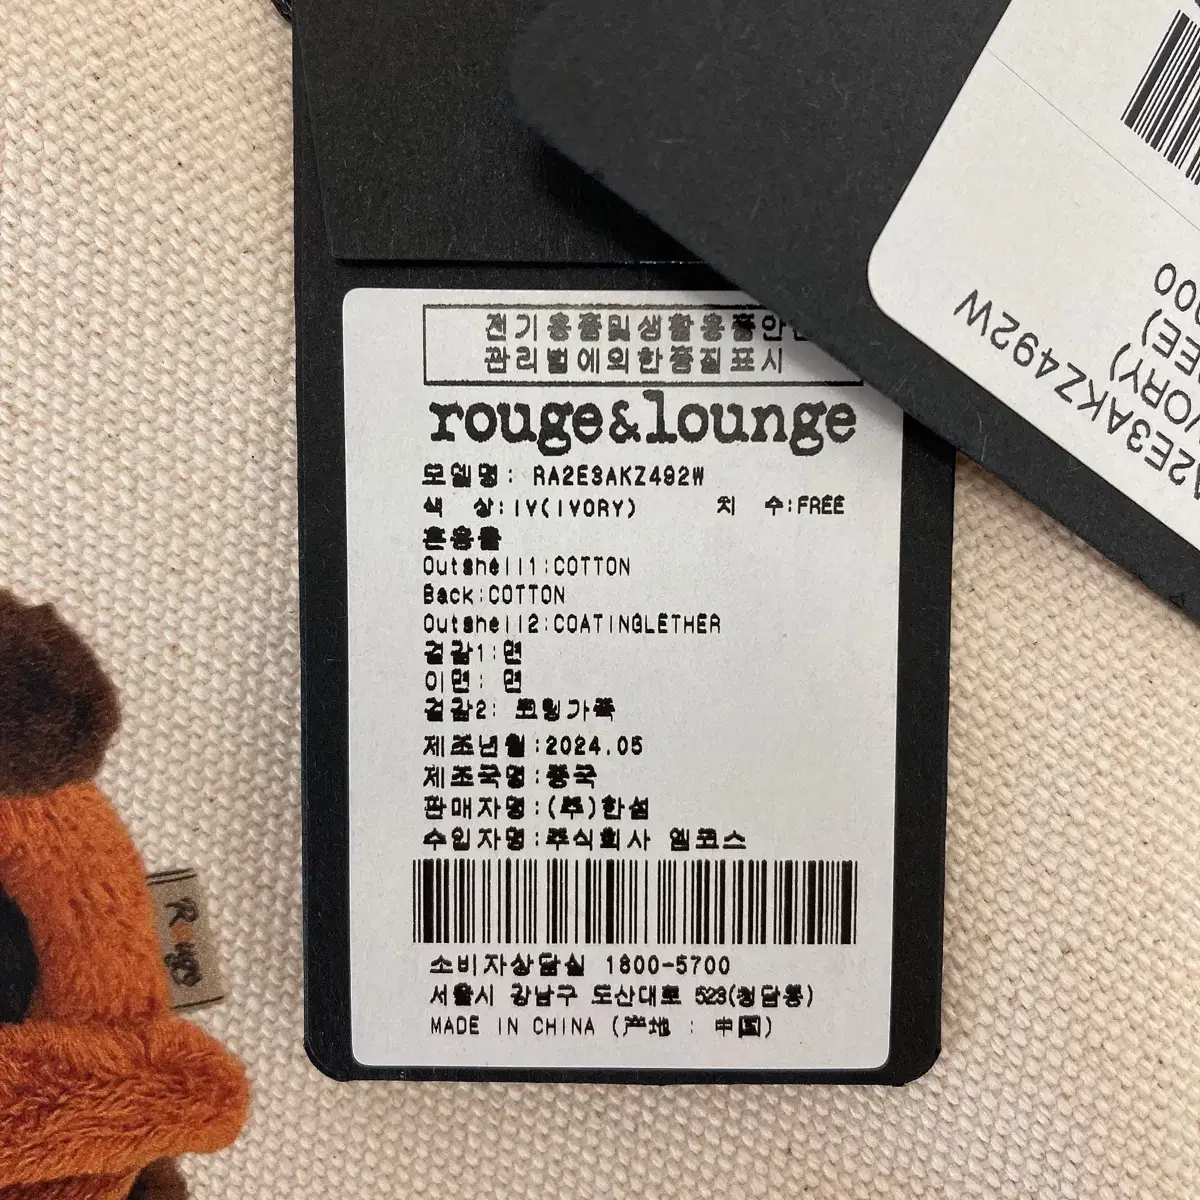 전기용품및생활용품안전
관리법에의한품질표시
rouge&lounge
모델명: RA2E3AKZ492W
색 상:IV(IVORY) 치 수:FREE
혼용률
Outshell1:COTTON
Back:COTTON
Outshell2:COATINGLETHER
겉감1:면
이면: 면
겉감2: 코팅가죽
제조년월:2024.05
제조국명:중국
판매자명:(주)한섬
수입자명:주식회사 엘코스
소비자상담실 1800-5700
서울시 강남구 도산대로 523(청담동)
MADE IN CHINA (产地 : 中国)
2E3AKZ492W
VORY)
EE)
00
Rouge